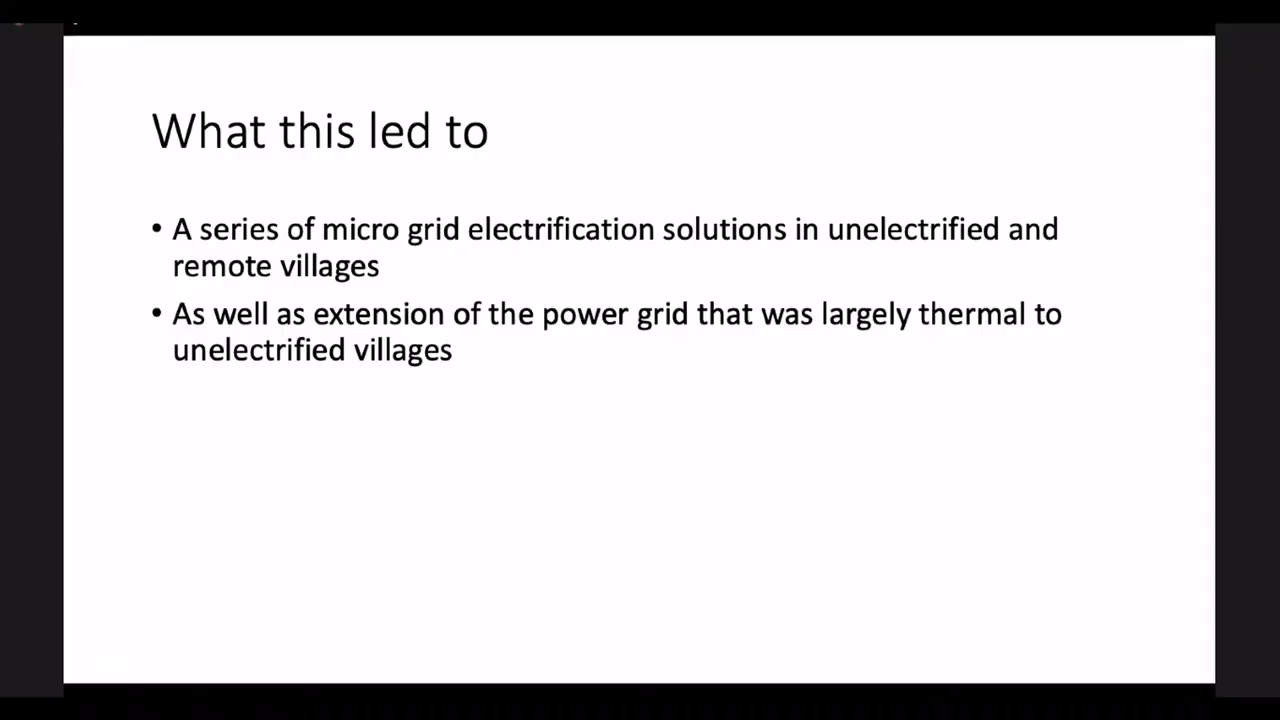 What this led to
• A series of micro grid electrification solutions in unelectrified and
remote villages
• As well as extension of the power grid that was largely thermal to
unelectrified villages